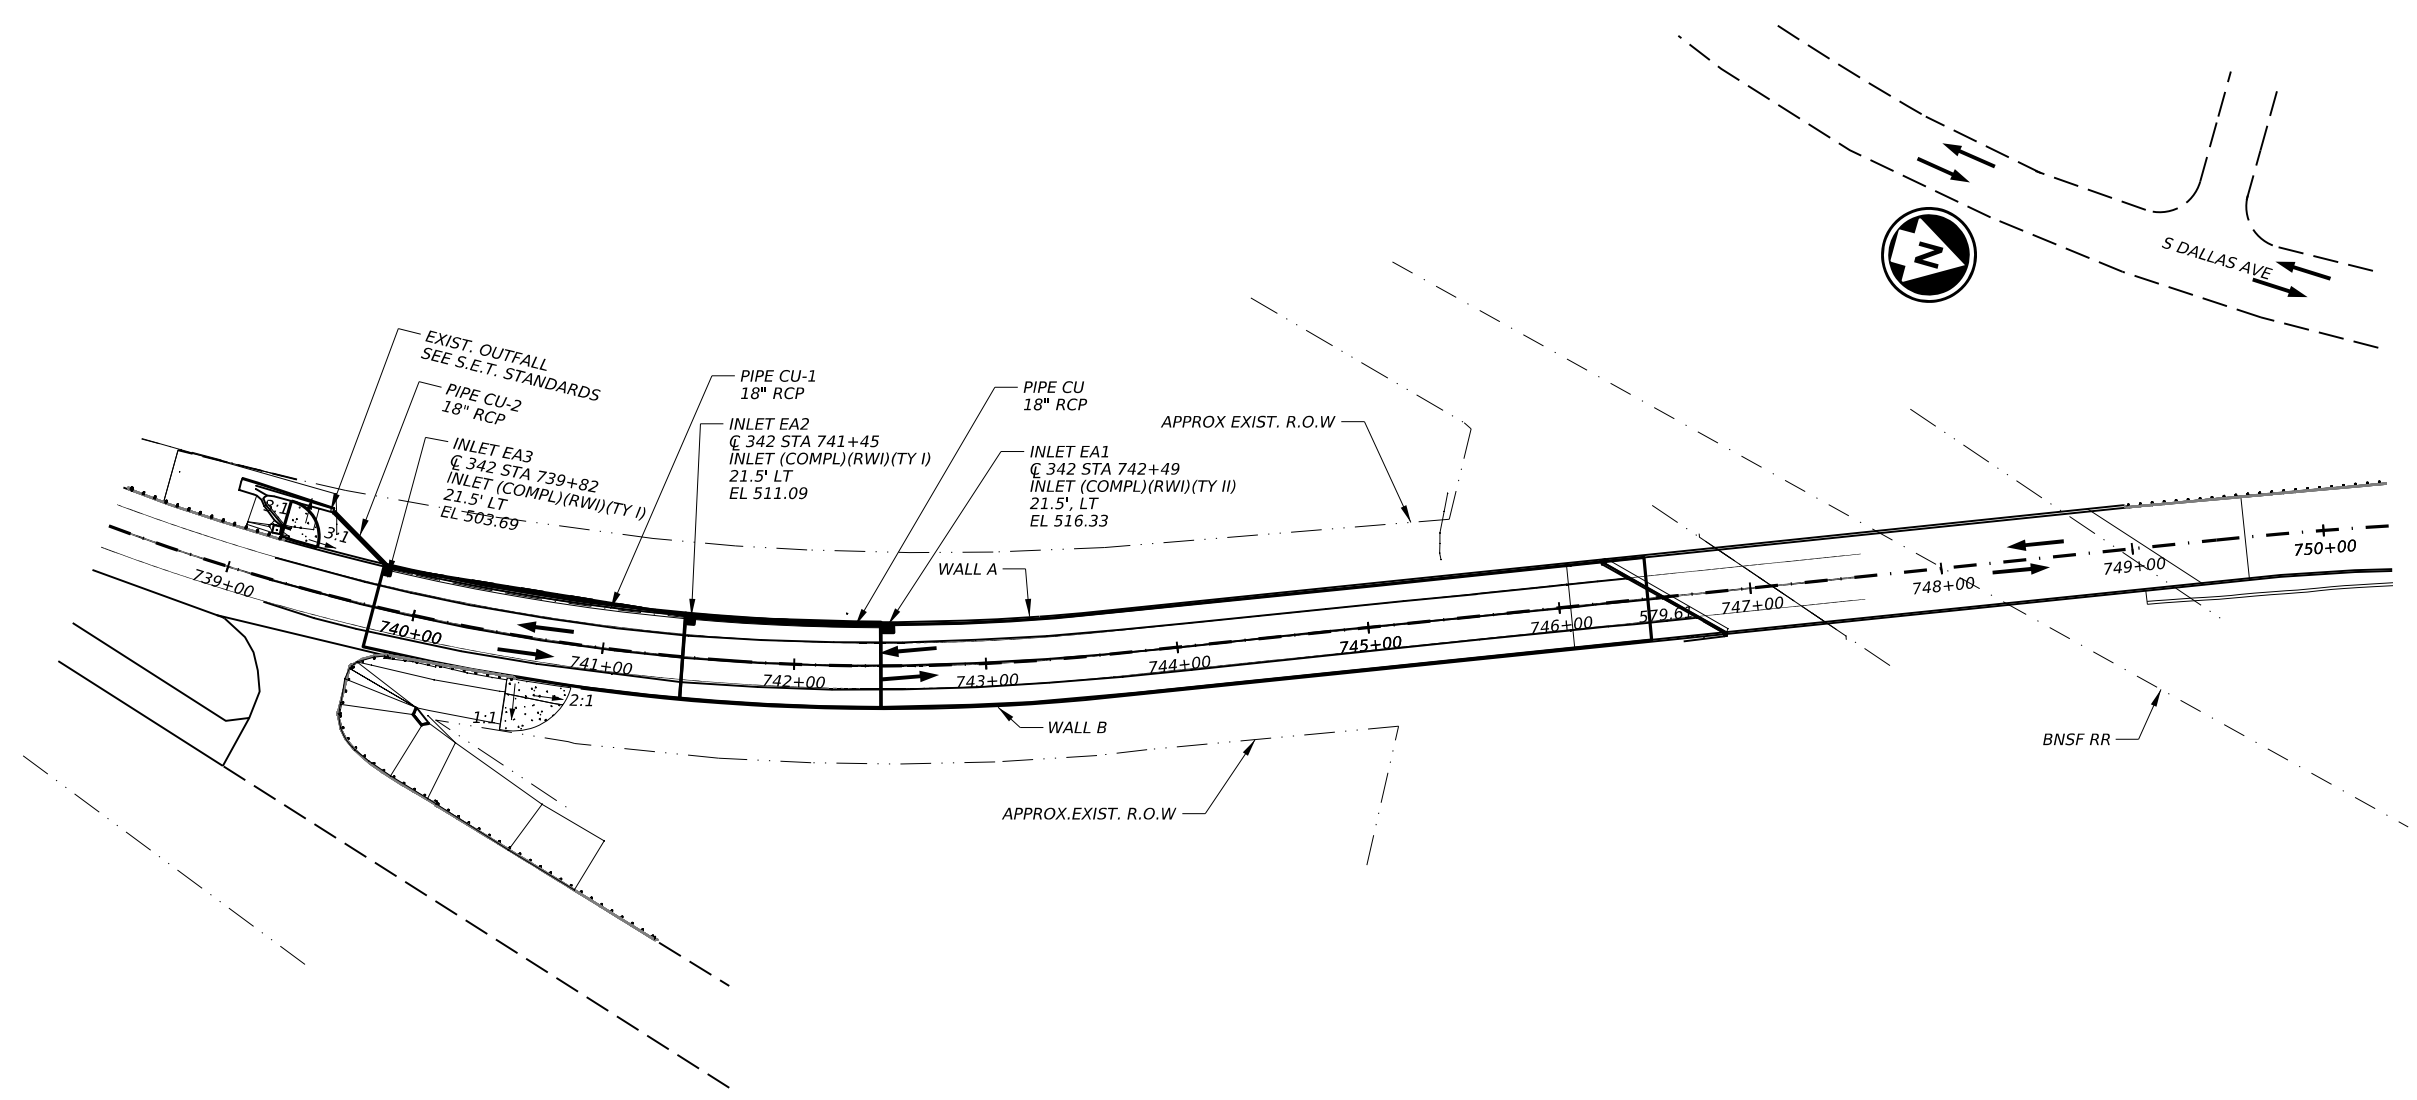 S DALLAS AVE
N
EXIST. OUTFALL
SEE S.E.T. STANDARDS
PIPE CU-2
18" RCP
INLET EA3
℄ 342 STA 739+82
INLET (COMPL)(RWI)(TY I)
21.5' LT
EL 503.69
PIPE CU-1
18" RCP
INLET EA2
℄ 342 STA 741+45
INLET (COMPL)(RWI)(TY I)
21.5' LT
EL 511.09
PIPE CU
18" RCP
INLET EA1
℄ 342 STA 742+49
INLET (COMPL)(RWI)(TY II)
21.5', LT
EL 516.33
APPROX EXIST. R.O.W
WALL A
3:1
3:1
739+00
740+00
741+00
742+00
743+00
744+00
745+00
746+00
579.61
747+00
748+00
749+00
750+00
2:1
1:1
WALL B
BNSF RR
APPROX.EXIST. R.O.W